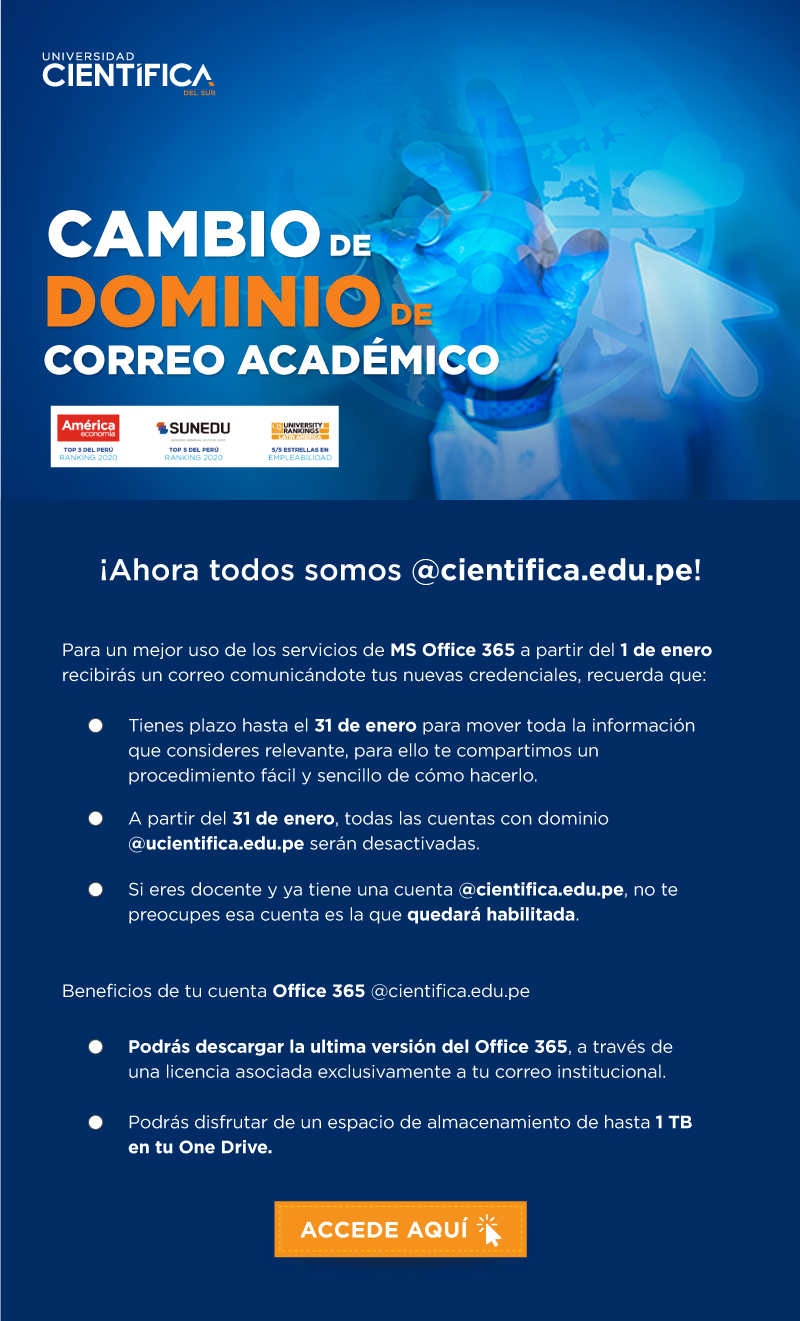 UNIVERSIDAD
CIENTÍFICA
DEL SUR
CAMBIO DE
DOMINIO DE
CORREO ACADÉMICO
América
economía
TOP 3 DEL PERÚ
RANKING 2020
SUNEDU
TOP 5 DEL PERÚ
RANKING 2020
QS UNIVERSITY
RANKINGS
LATIN AMERICA
5/5 ESTRELLAS EN
EMPLEABILIDAD
¡Ahora todos somos @cientifica.edu.pe!
Para un mejor uso de los servicios de MS Office 365 a partir del 1 de enero
recibirás un correo comunicándote tus nuevas credenciales, recuerda que:
Tienes plazo hasta el 31 de enero para mover toda la información
que consideres relevante, para ello te compartimos un
procedimiento fácil y sencillo de cómo hacerlo.
A partir del 31 de enero, todas las cuentas con dominio
@ucientifica.edu.pe serán desactivadas.
Si eres docente y ya tiene una cuenta @cientifica.edu.pe, no te
preocupes esa cuenta es la que quedará habilitada.
Beneficios de tu cuenta Office 365 @cientifica.edu.pe
Podrás descargar la ultima versión del Office 365, a través de
una licencia asociada exclusivamente a tu correo institucional.
Podrás disfrutar de un espacio de almacenamiento de hasta 1 TB
en tu One Drive.
ACCEDE AQUÍ